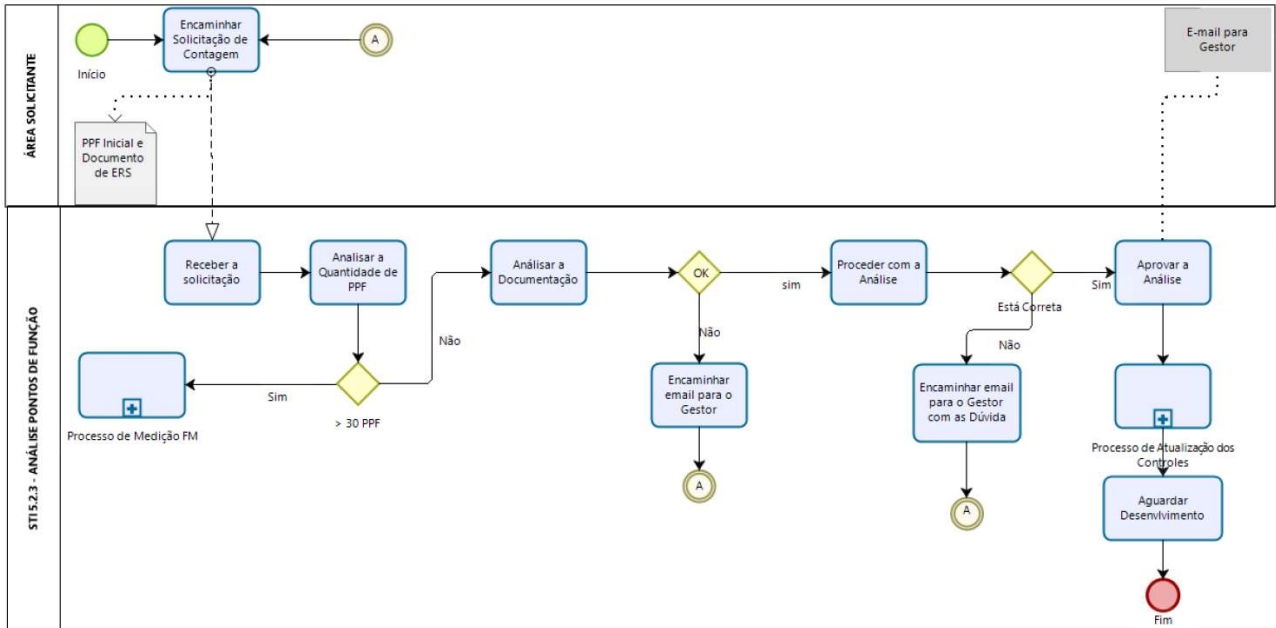 ÁREA SOLICITANTE
Encaminhar
Solicitação de
Contagem
Início
A
E-mail para
Gestor
PPF Inicial e
Documento
de ERS
STI 5.2.3 - ANÁLISE PONTOS DE FUNÇÃO
Receber a
solicitação
Analisar a
Quantidade de
PPF
Análisar a
Documentação
OK
sim
Proceder com a
Análise
Está Correta
Sim
Aprovar a
Análise
Não
Não
Não
Sim
> 30 PPF
Processo de Medição FM
Encaminhar
email para o
Gestor
A
Encaminhar email
para o Gestor
com as Dúvida
A
Processo de Atualização dos
Controles
Aguardar
Desenvlvimento
Fim